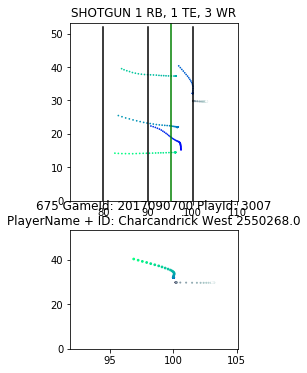 SHOTGUN 1 RB, 1 TE, 3 WR
50
40
30
20
10
0
80 90 100 110
675 GameId: 2017090700 PlayId: 3007
PlayerName + ID: Charcandrick West 2550268.0
40
20
0
95 100 105